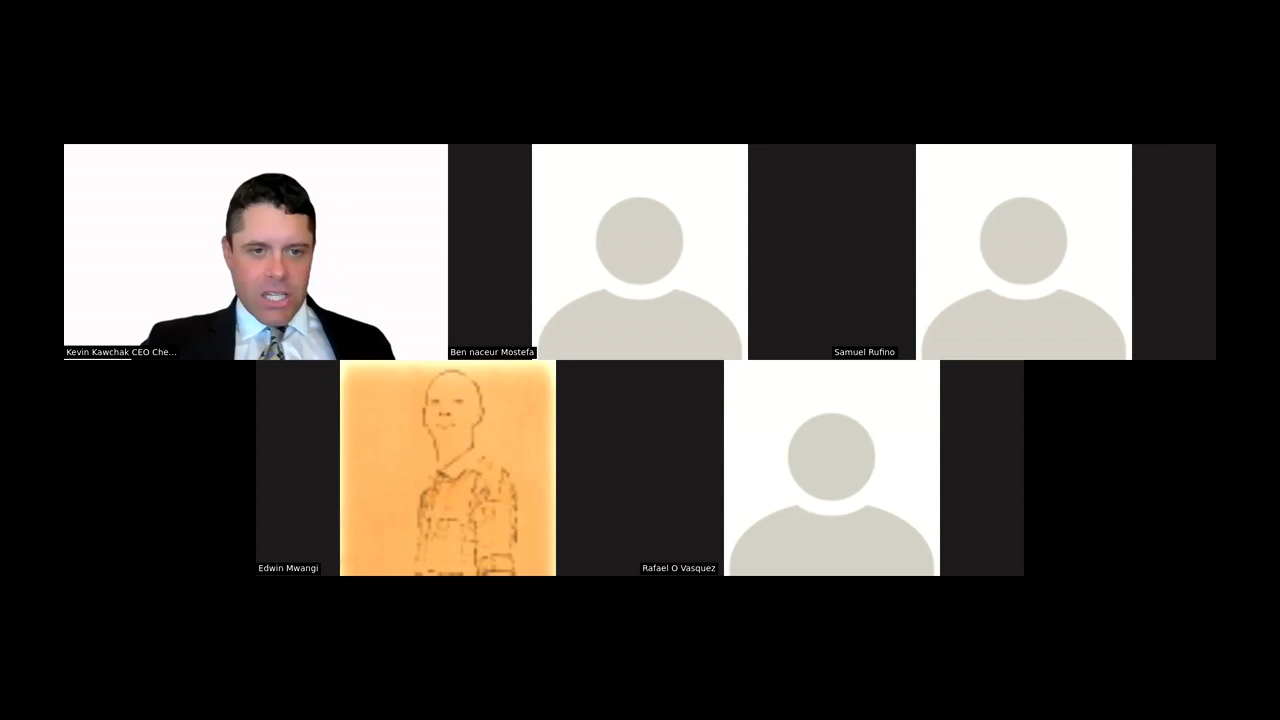 Kevin Kawchak CEO Che...
Ben naceur Mostefa
Samuel Rufino
Edwin Mwangi
Rafael O Vasquez